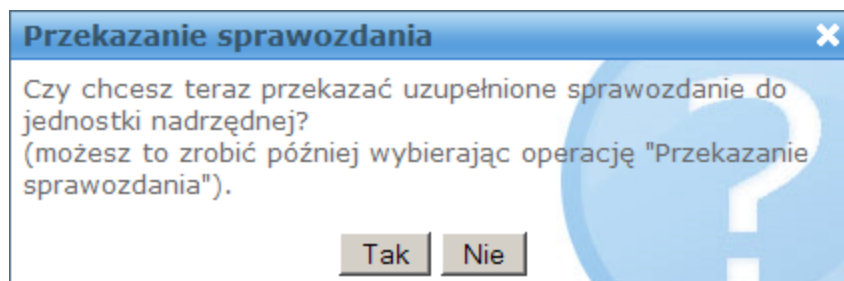 Przekazanie sprawozdania
Czy chcesz teraz przekazać uzupełnione sprawozdanie do
jednostki nadrzędnej?
(możesz to zrobić później wybierając operację "Przekazanie
sprawozdania").
Tak Nie